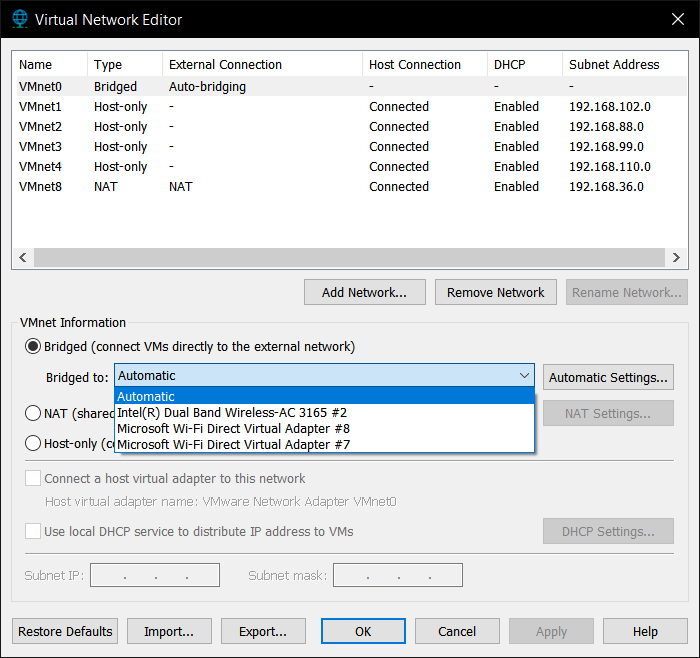 Virtual Network Editor
Name Type External Connection Host Connection DHCP Subnet Address
VMnet0 Bridged Auto-bridging - - -
VMnet1 Host-only - Connected Enabled 192.168.102.0
VMnet2 Host-only - Connected Enabled 192.168.88.0
VMnet3 Host-only - Connected Enabled 192.168.99.0
VMnet4 Host-only - Connected Enabled 192.168.110.0
VMnet8 NAT NAT Connected Enabled 192.168.36.0
Add Network... Remove Network Rename Network...
VMnet Information
Bridged (connect VMs directly to the external network)
Bridged to: Automatic Automatic Settings...
Automatic
Intel(R) Dual Band Wireless-AC 3165 #2
Microsoft Wi-Fi Direct Virtual Adapter #8
Microsoft Wi-Fi Direct Virtual Adapter #7
NAT (shared NAT Settings...
Host-only (c
Connect a host virtual adapter to this network
Host virtual adapter name: VMware Network Adapter VMnet0
Use local DHCP service to distribute IP address to VMs DHCP Settings...
Subnet IP: . . . Subnet mask: . . .
Restore Defaults Import... Export... OK Cancel Apply Help